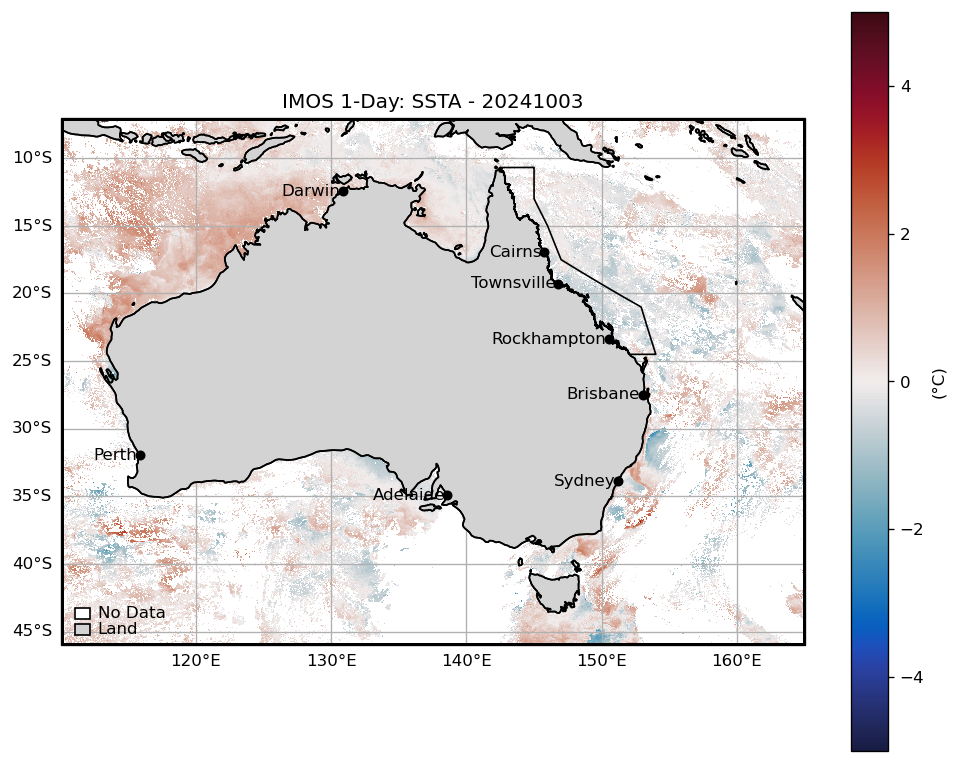 IMOS 1-Day: SSTA - 20241003
10°S
15°S
20°S
25°S
30°S
35°S
40°S
45°S
Darwin
Cairns
Townsville
Rockhampton
Brisbane
Perth
Sydney
Adelaide
No Data
Land
120°E 130°E 140°E 150°E 160°E
4
2
0
−2
−4
(°C)